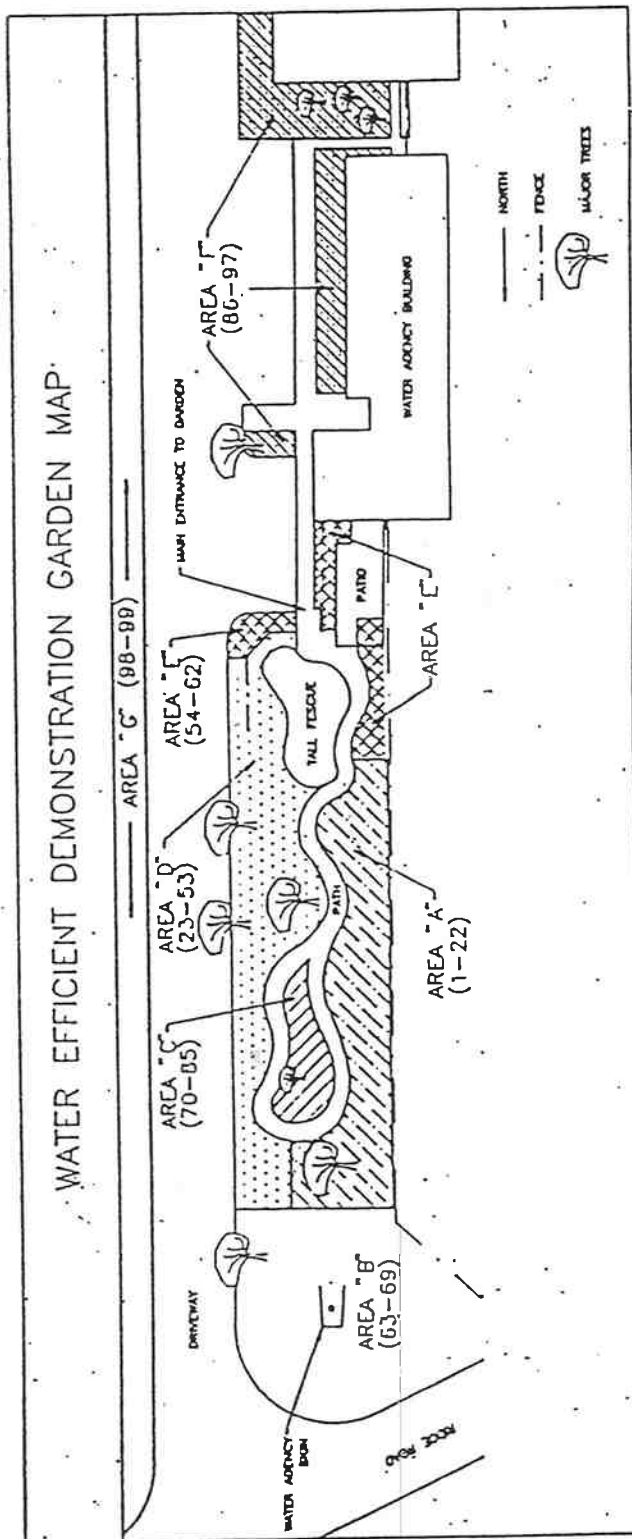 WATER EFFICIENT DEMONSTRATION GARDEN MAP
AREA "G" (98-99)
DRIVEWAY
WATER AGENCY
SIGN
AREA "B"
(63-69)
AREA "C"
(70-85)
AREA "D"
(23-53)
AREA "E"
(54-62)
MAIN ENTRANCE TO GARDEN
AREA "F"
(86-97)
PATH
TALL FESCUE
AREA "A"
(1-22)
PATIO
AREA "E"
WATER AGENCY BUILDING
NORTH
FENCE
MAJOR TREES